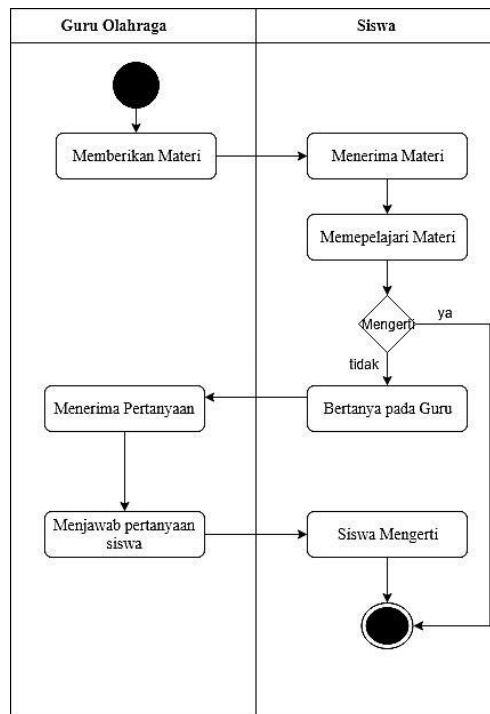 Guru Olahraga
Siswa
Memberikan Materi
Menerima Materi
Memepelajari Materi
Mengerti
ya
tidak
Menerima Pertanyaan
Bertanya pada Guru
Menjawab pertanyaan
siswa
Siswa Mengerti